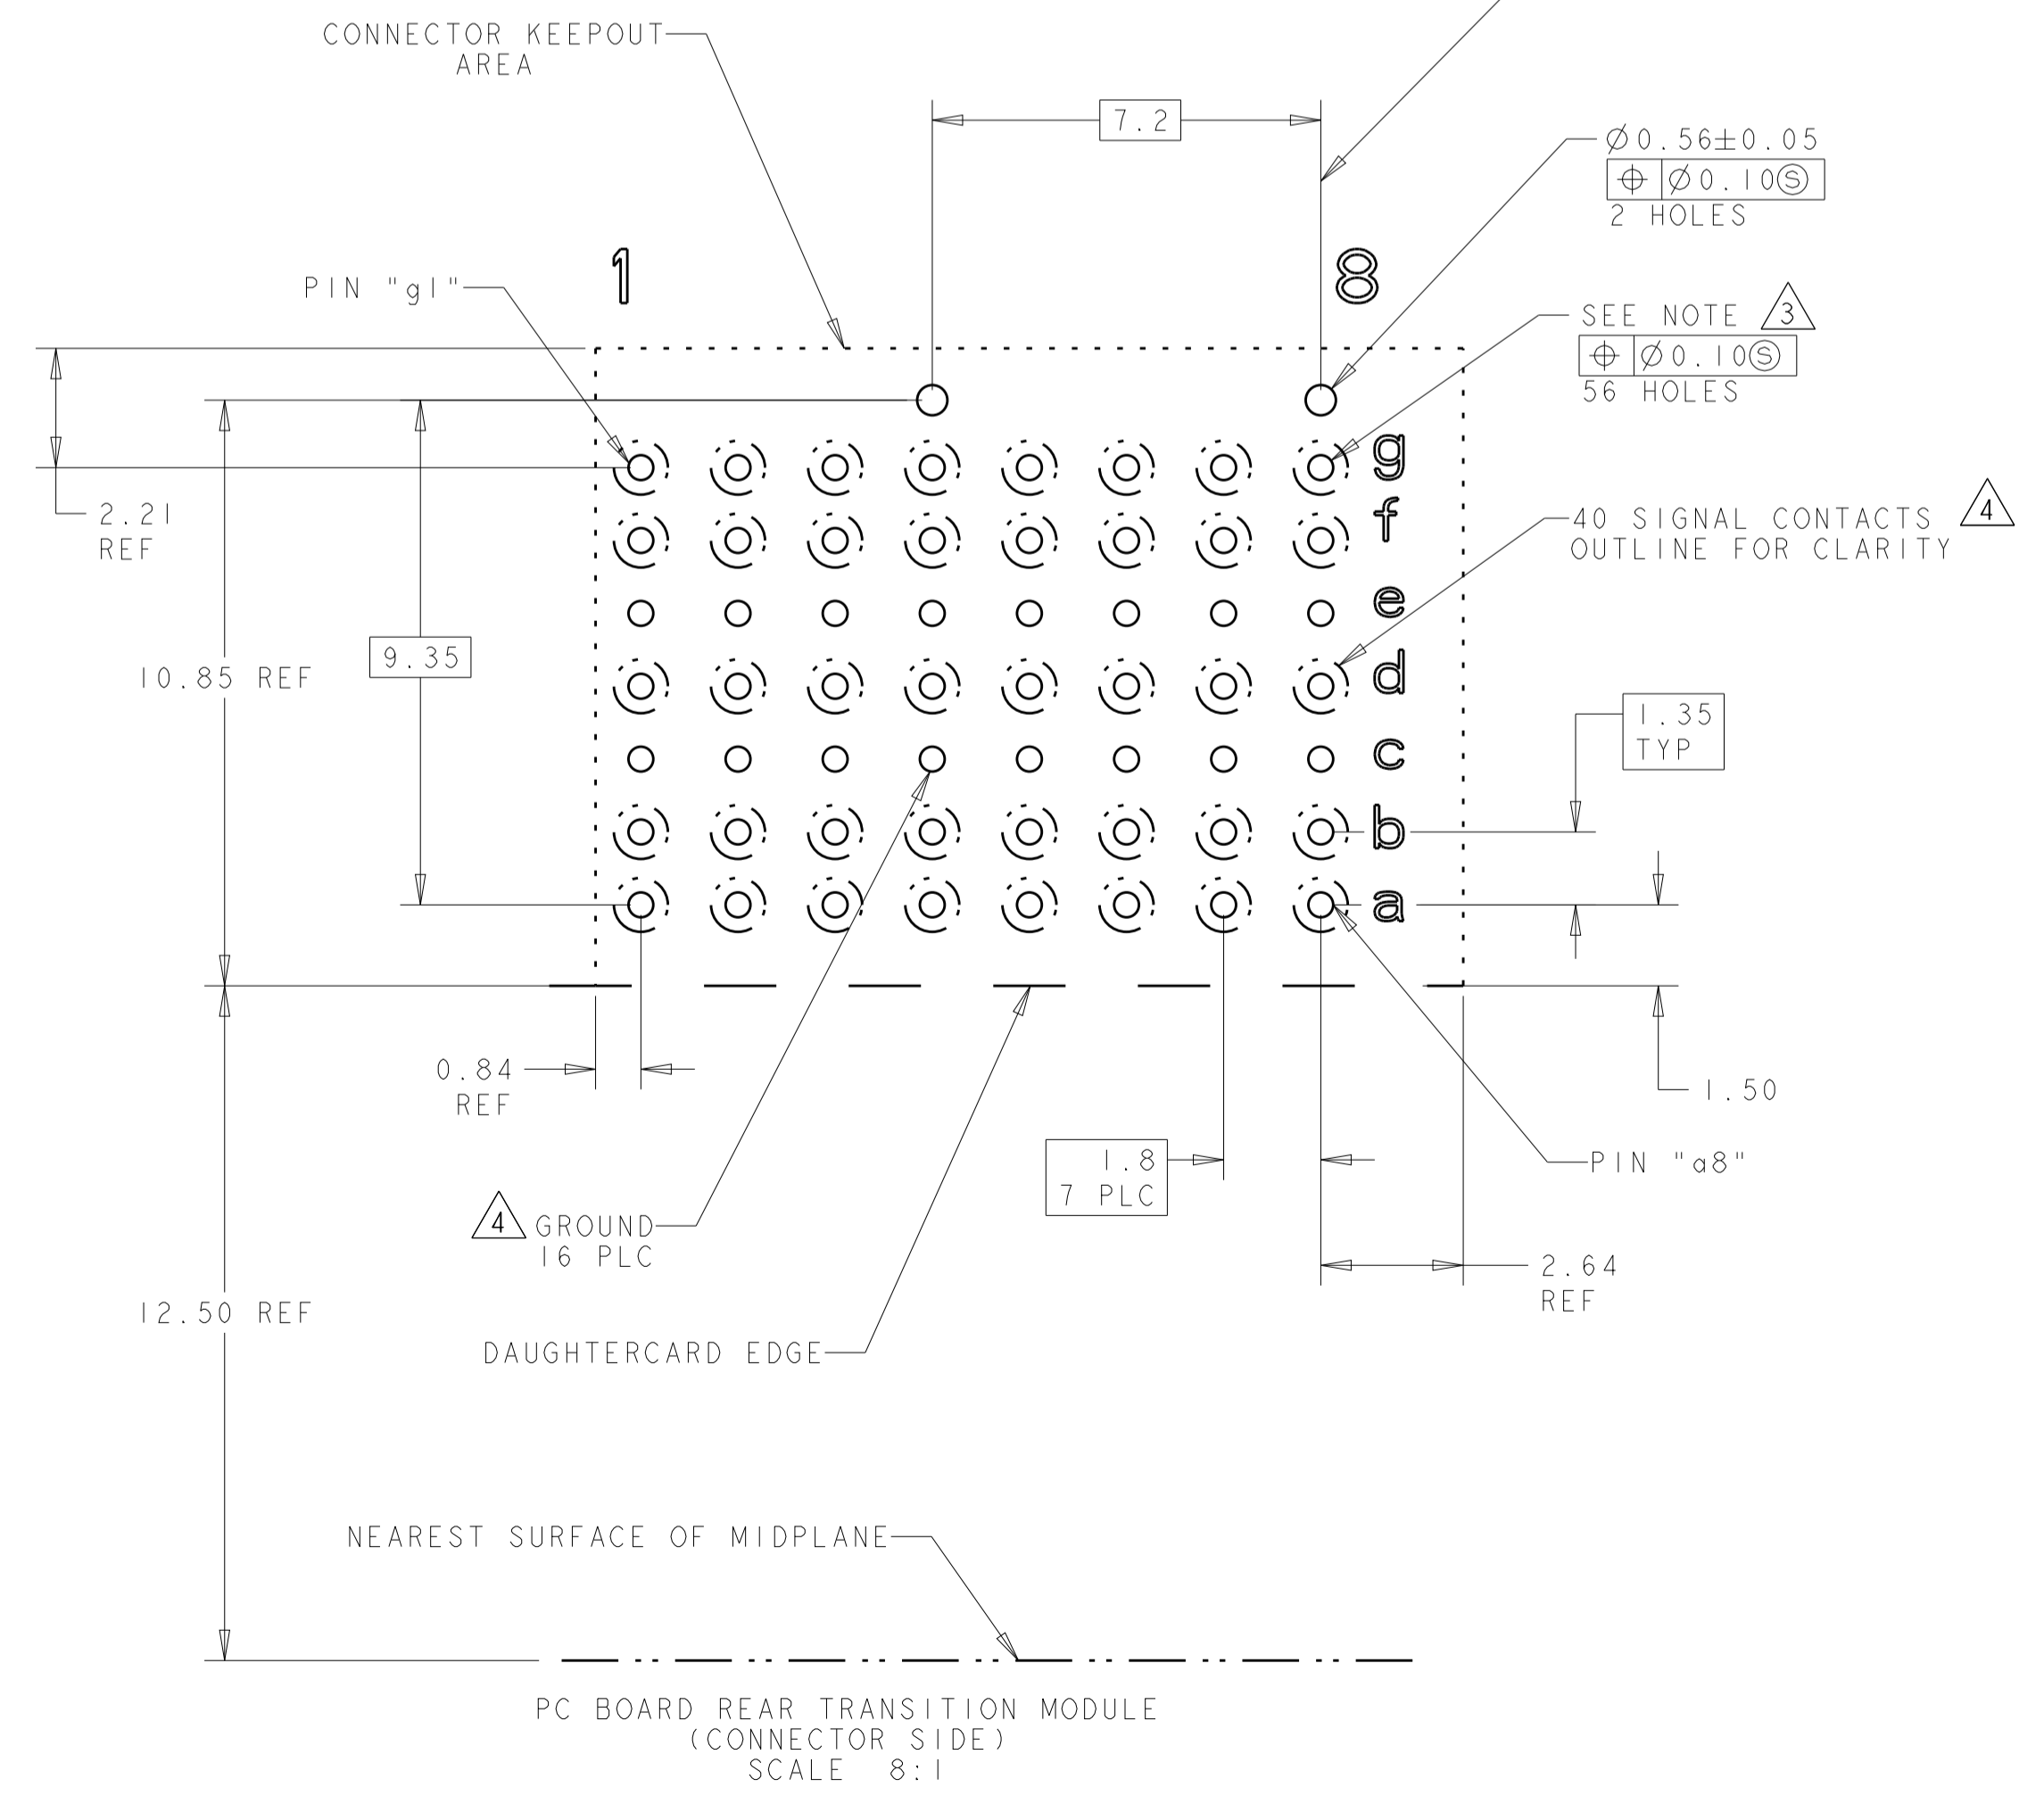 CONNECTOR KEEPOUT
AREA
7.2
Ø0.56±0.05
⌖ Ø0.10Ⓢ
2 HOLES
1
8
PIN "g1"
SEE NOTE 3
⌖ Ø0.10Ⓢ
56 HOLES
g
2.21
REF
f
40 SIGNAL CONTACTS 4
OUTLINE FOR CLARITY
e
10.85 REF
9.35
d
1.35
TYP
c
b
a
0.84
REF
1.50
1.8
7 PLC
PIN "a8"
4 GROUND
16 PLC
2.64
REF
12.50 REF
DAUGHTERCARD EDGE
NEAREST SURFACE OF MIDPLANE
PC BOARD REAR TRANSITION MODULE
(CONNECTOR SIDE)
SCALE 8:1